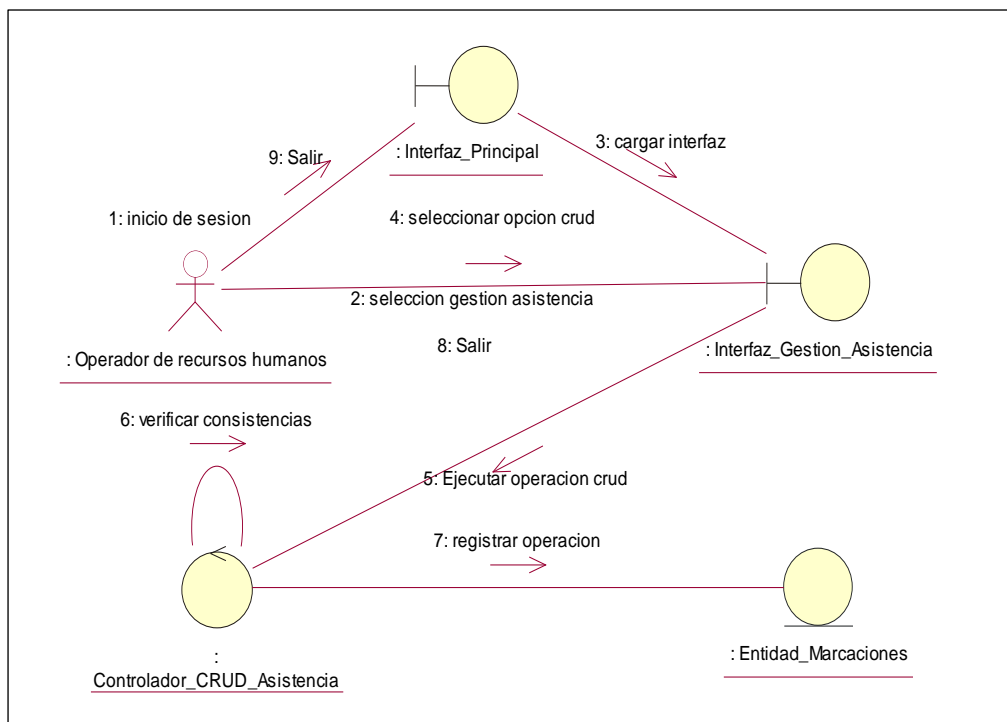 9: Salir
: Interfaz_Principal
3: cargar interfaz
1: inicio de sesion
4: seleccionar opcion crud
2: seleccion gestion asistencia
: Operador de recursos humanos
8: Salir
: Interfaz_Gestion_Asistencia
6: verificar consistencias
5: Ejecutar operacion crud
7: registrar operacion
:
Controlador_CRUD_Asistencia
: Entidad_Marcaciones